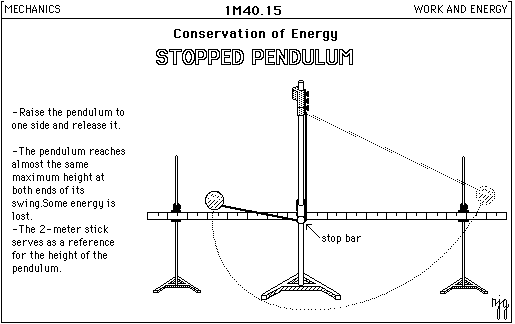 MECHANICS
1M40.15
WORK AND ENERGY
Conservation of Energy
STOPPED PENDULUM
-Raise the pendulum to
one side and release it.
-The pendulum reaches
almost the same
maximum height at
both ends of its
swing.Some energy is
lost.
-The 2-meter stick
serves as a reference
for the height of the
pendulum.
stop bar